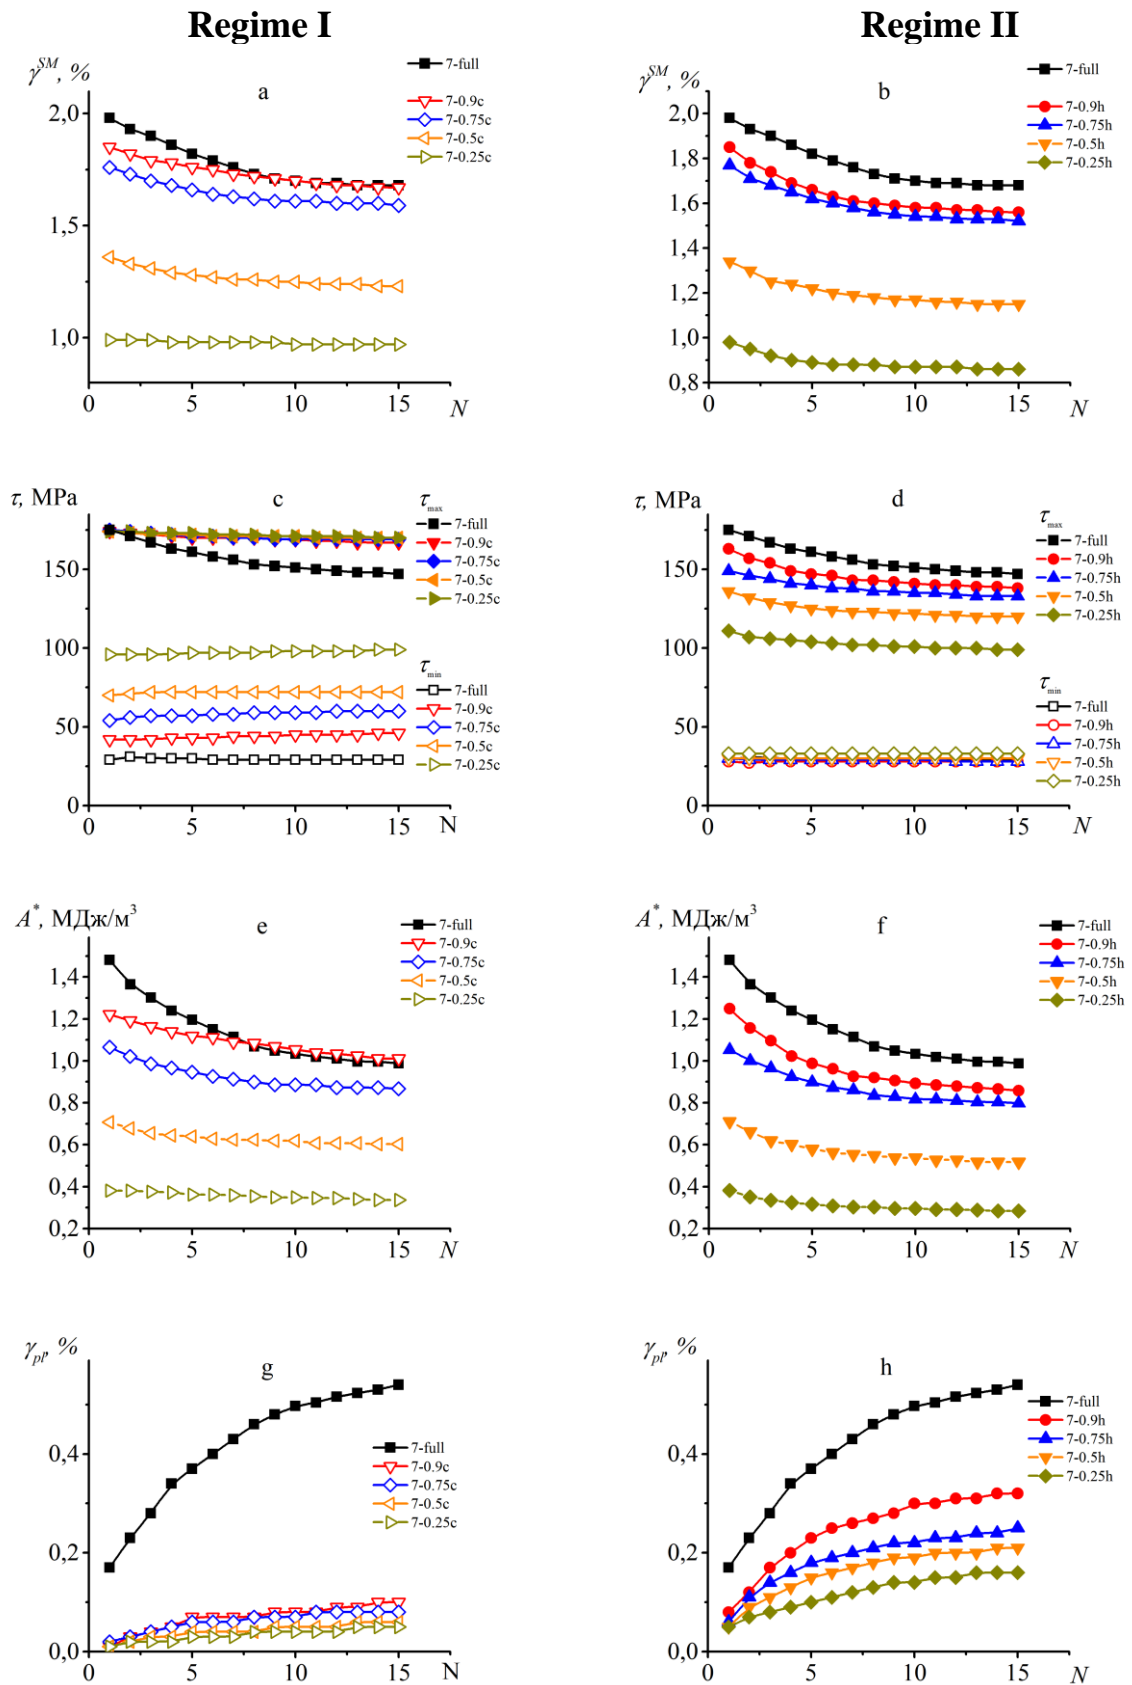 Regime I
Regime II
γSM, %
a
7-full
7-0.9c
7-0.75c
7-0.5c
7-0.25c
2,0
1,5
1,0
0 5 10 15 N
γSM, %
b
7-full
7-0.9h
7-0.75h
7-0.5h
7-0.25h
2,0
1,8
1,6
1,4
1,2
1,0
0,8
0 5 10 15 N
τ, MPa
c
τmax
7-full
7-0.9c
7-0.75c
7-0.5c
7-0.25c
τmin
7-full
7-0.9c
7-0.75c
7-0.5c
7-0.25c
150
100
50
0
0 5 10 15 N
τ, MPa
d
τmax
7-full
7-0.9h
7-0.75h
7-0.5h
7-0.25h
τmin
7-full
7-0.9h
7-0.75h
7-0.5h
7-0.25h
150
100
50
0
0 5 10 15 N
A*, МДж/м³
e
7-full
7-0.9c
7-0.75c
7-0.5c
7-0.25c
1,4
1,2
1,0
0,8
0,6
0,4
0,2
0 5 10 15 N
A*, МДж/м³
f
7-full
7-0.9h
7-0.75h
7-0.5h
7-0.25h
1,4
1,2
1,0
0,8
0,6
0,4
0,2
0 5 10 15 N
γpl, %
g
7-full
7-0.9c
7-0.75c
7-0.5c
7-0.25c
0,4
0,2
0,0
0 5 10 15 N
γpl, %
h
7-full
7-0.9h
7-0.75h
7-0.5h
7-0.25h
0,4
0,2
0,0
0 5 10 15 N